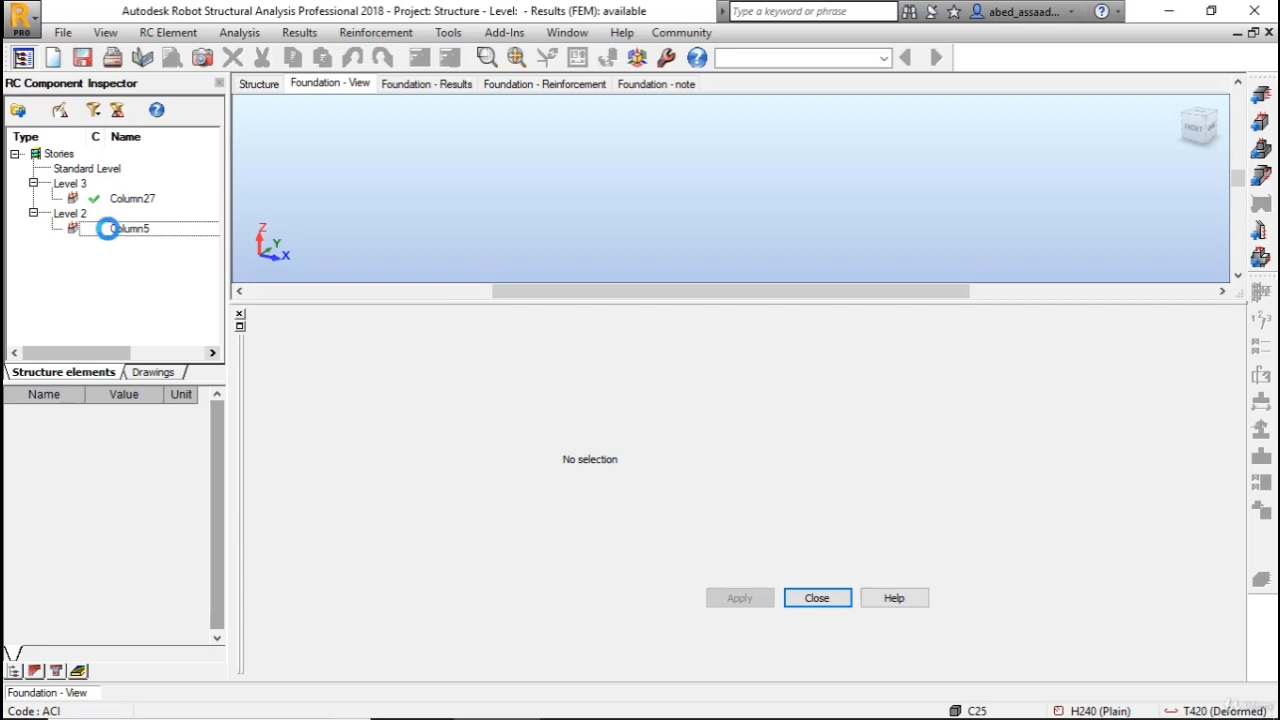 Autodesk Robot Structural Analysis Professional 2018 - Project: Structure - Level: - Results (FEM): available
Type a keyword or phrase
abed_assaad...
PRO
File View RC Element Analysis Results Reinforcement Tools Add-Ins Window Help Community
RC Component Inspector
Structure Foundation - View Foundation - Results Foundation - Reinforcement Foundation - note
FRONT
Type C Name
Stories
Standard Level
Level 3
Column27
Level 2
Column5
Z
Y
X
Structure elements Drawings
Name Value Unit
No selection
Apply Close Help
Foundation - View
Code : ACI C25 H240 (Plain) T420 (Deformed)